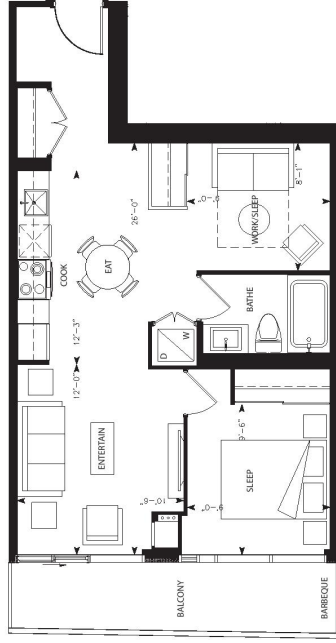 8'-1"
9'-0"
WORK/SLEEP
26'-0"
COOK
EAT
BATHE
12'-3"
W
D
12'-0"
9'-6"
ENTERTAIN
SLEEP
10'-6"
9'-0"
BALCONY
BARBEQUE